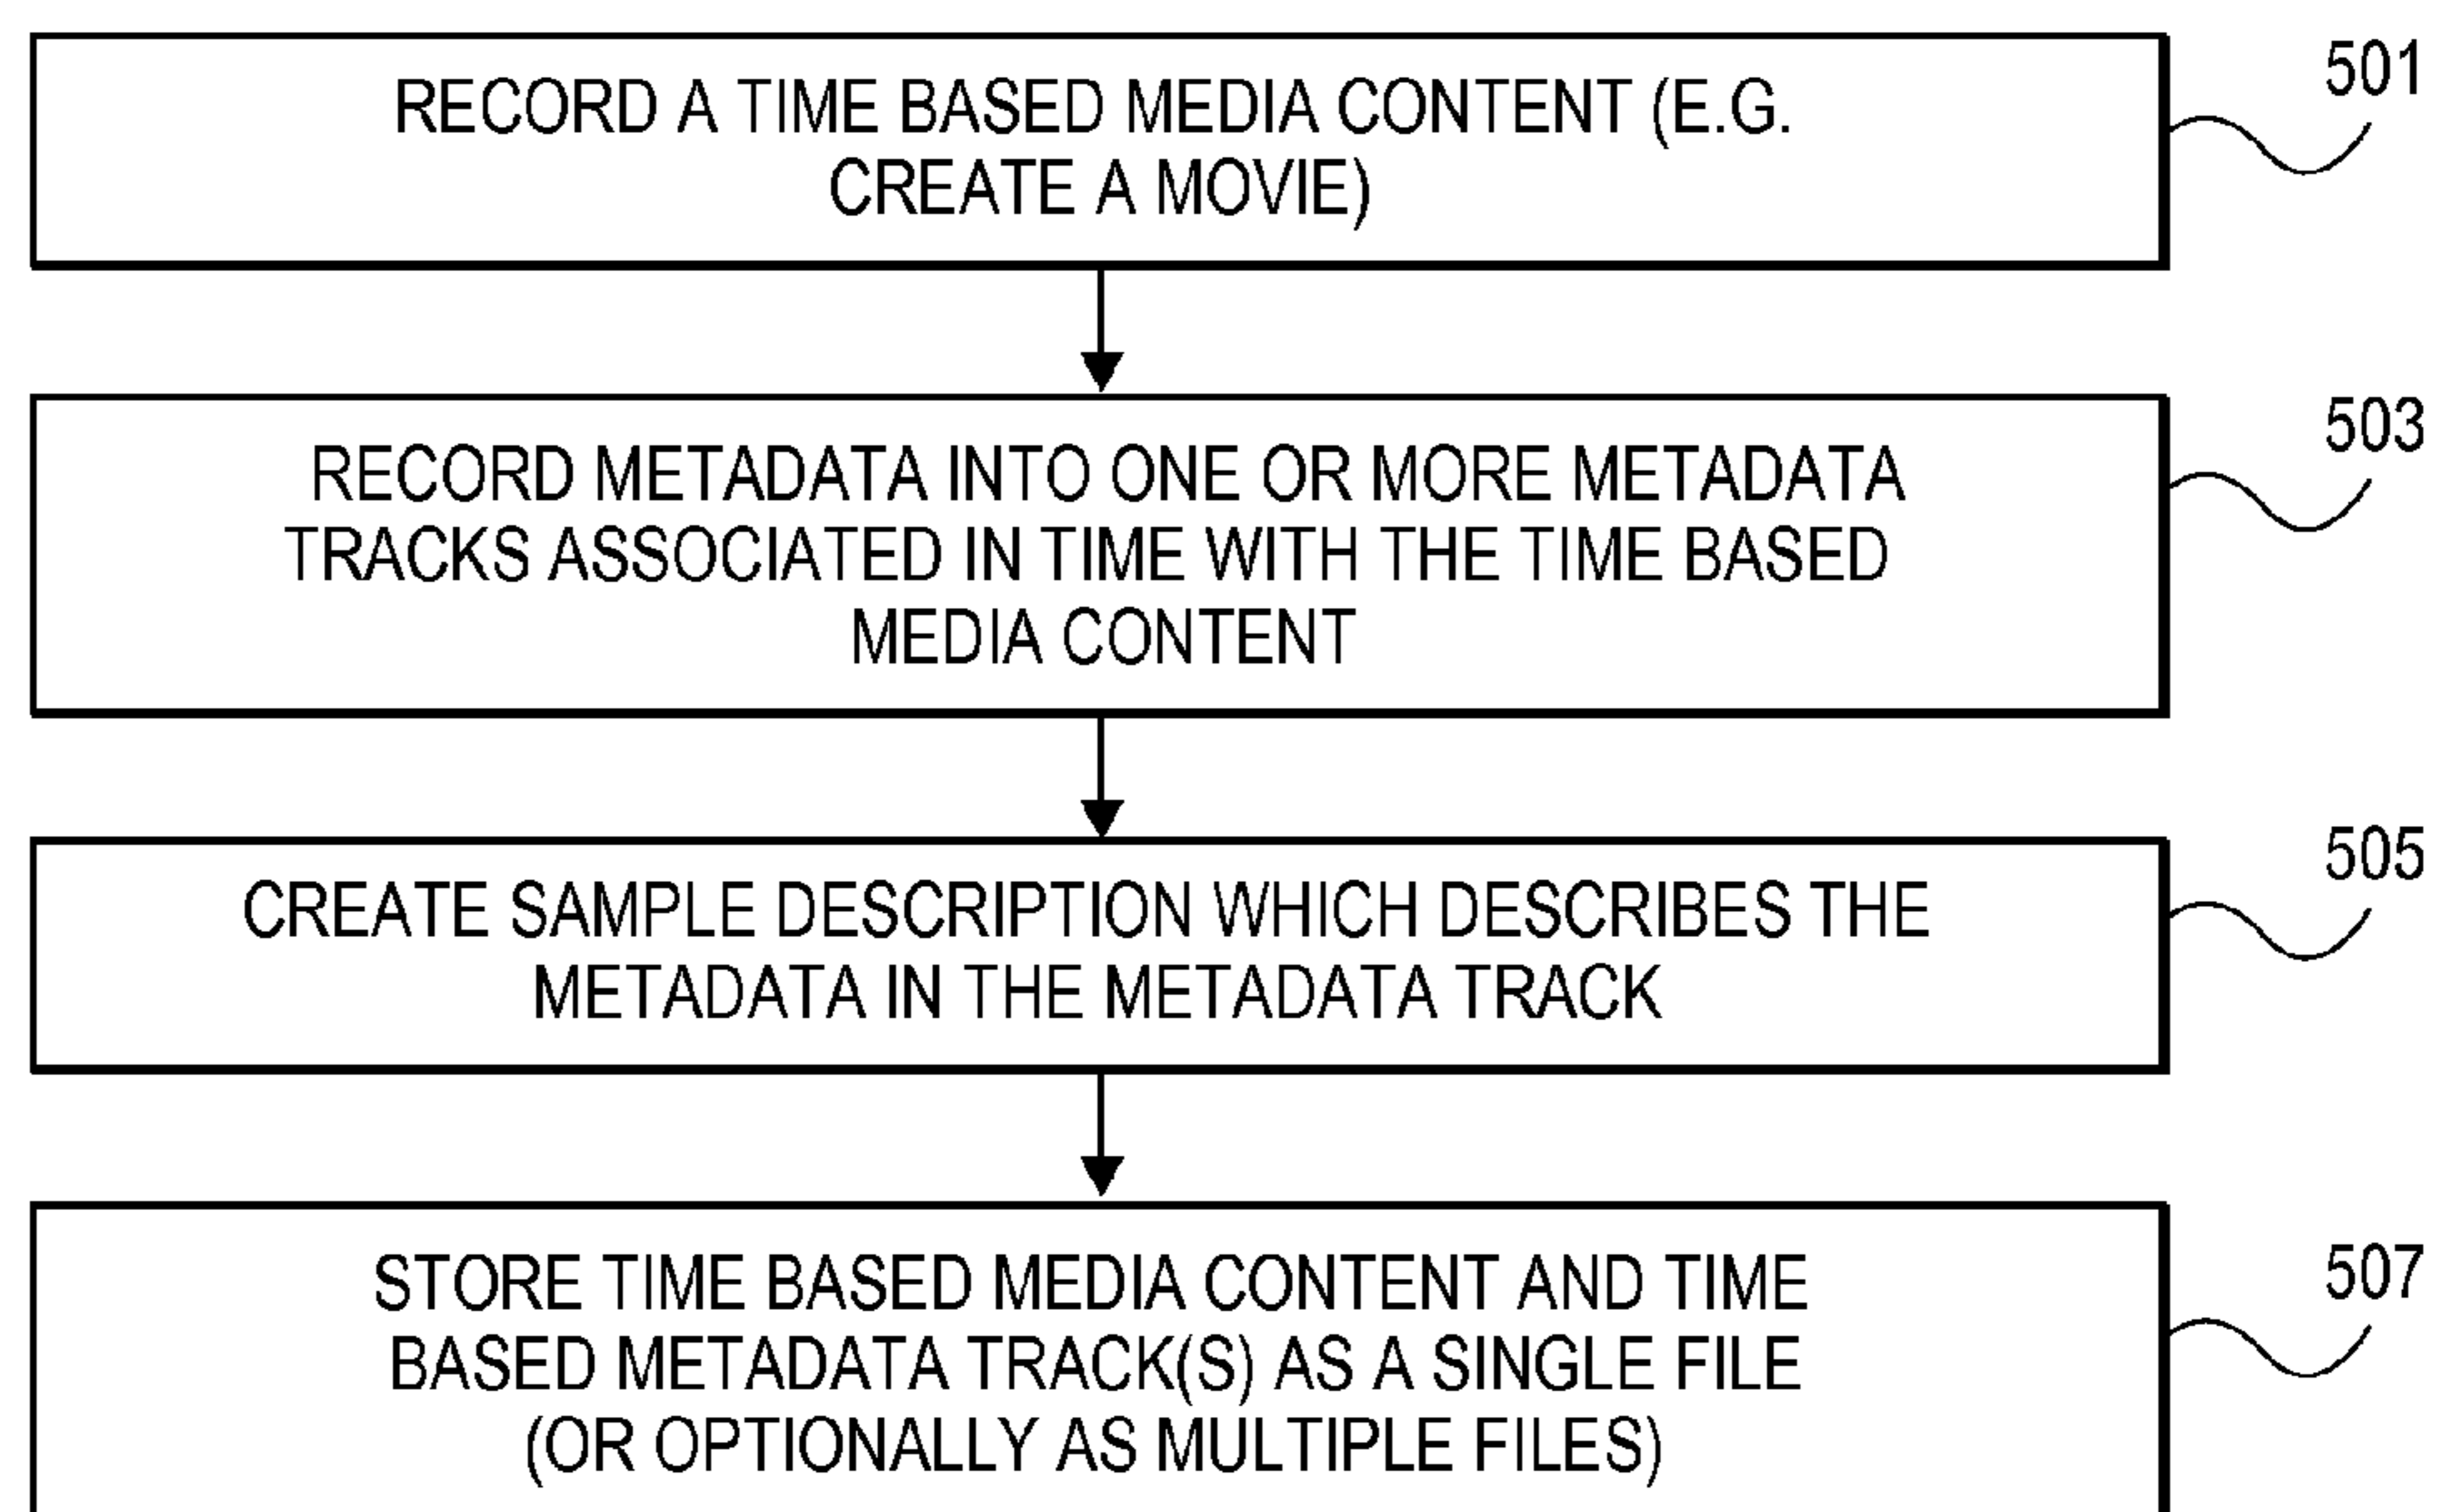 RECORD A TIME BASED MEDIA CONTENT (E.G.
CREATE A MOVIE)
501
RECORD METADATA INTO ONE OR MORE METADATA
TRACKS ASSOCIATED IN TIME WITH THE TIME BASED
MEDIA CONTENT
503
CREATE SAMPLE DESCRIPTION WHICH DESCRIBES THE
METADATA IN THE METADATA TRACK
505
STORE TIME BASED MEDIA CONTENT AND TIME
BASED METADATA TRACK(S) AS A SINGLE FILE
(OR OPTIONALLY AS MULTIPLE FILES)
507